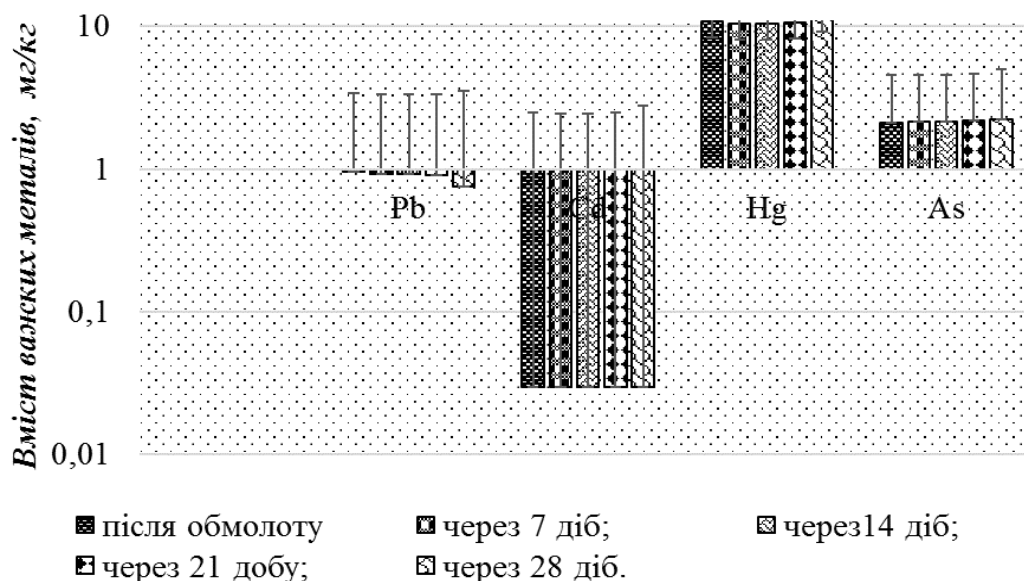 Вміст важких металів, мг/кг
10
1
0,1
0,01
Pb
Cd
Hg
As
після обмолоту
через 7 діб;
через14 діб;
через 21 добу;
через 28 діб.